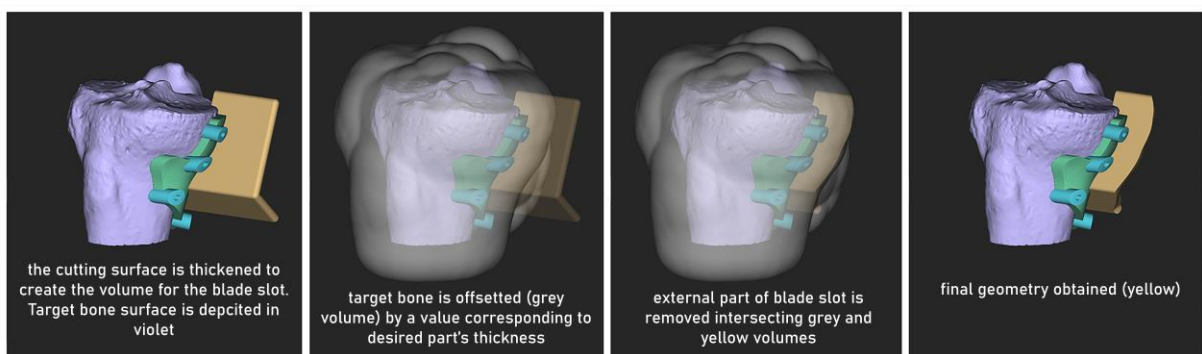 the cutting surface is thickened to
create the volume for the blade slot.
Target bone surface is depcited in
violet
target bone is offsetted (grey
volume) by a value corresponding to
desired part's thickness
external part of blade slot is
removed intersecting grey and
yellow volumes
final geometry obtained (yellow)